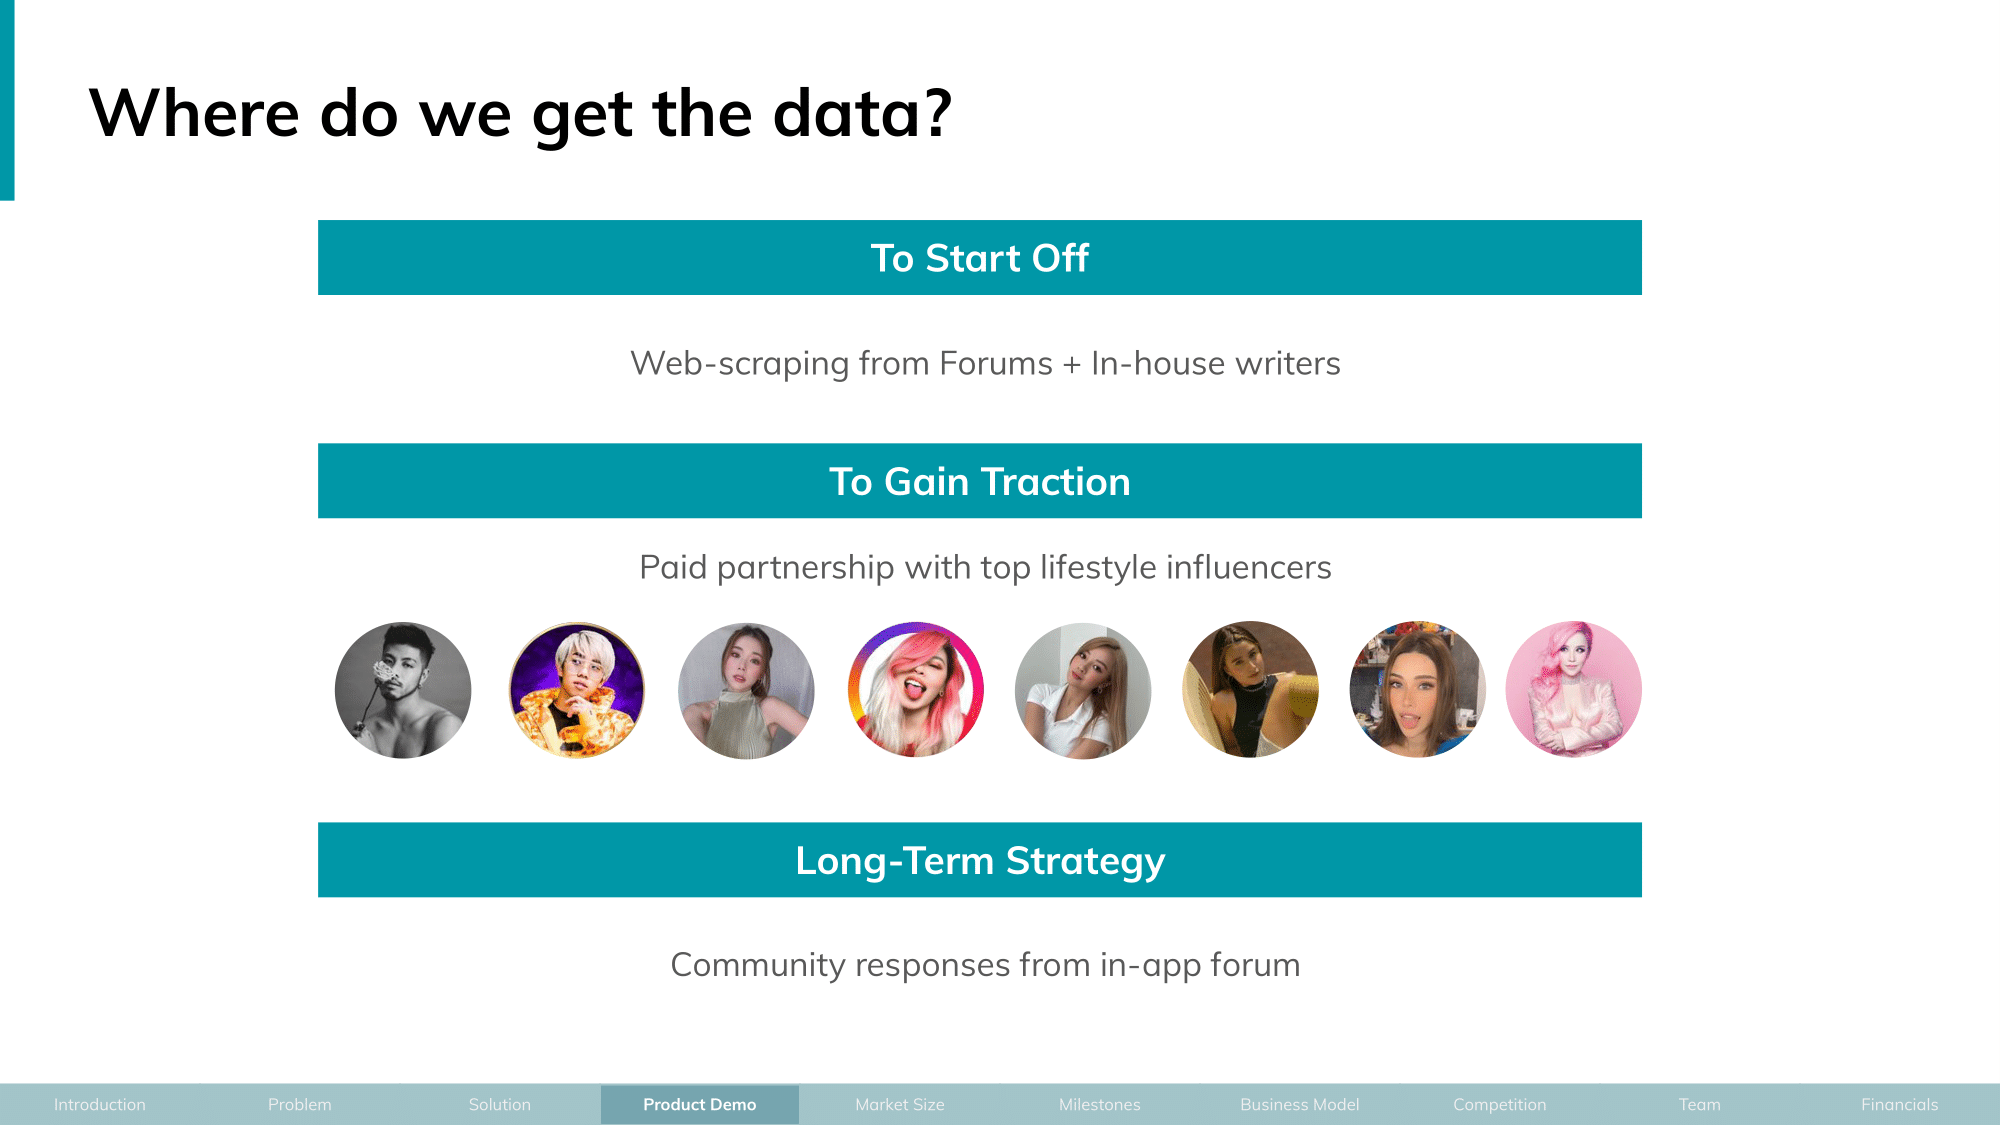 Where do we get the data?
To Start Off
Web-scraping from Forums + In-house writers
To Gain Traction
Paid partnership with top lifestyle influencers
Long-Term Strategy
Community responses from in-app forum
Introduction
Problem
Solution
Product Demo
Market Size
Milestones
Business Model
Competition
Team
Financials